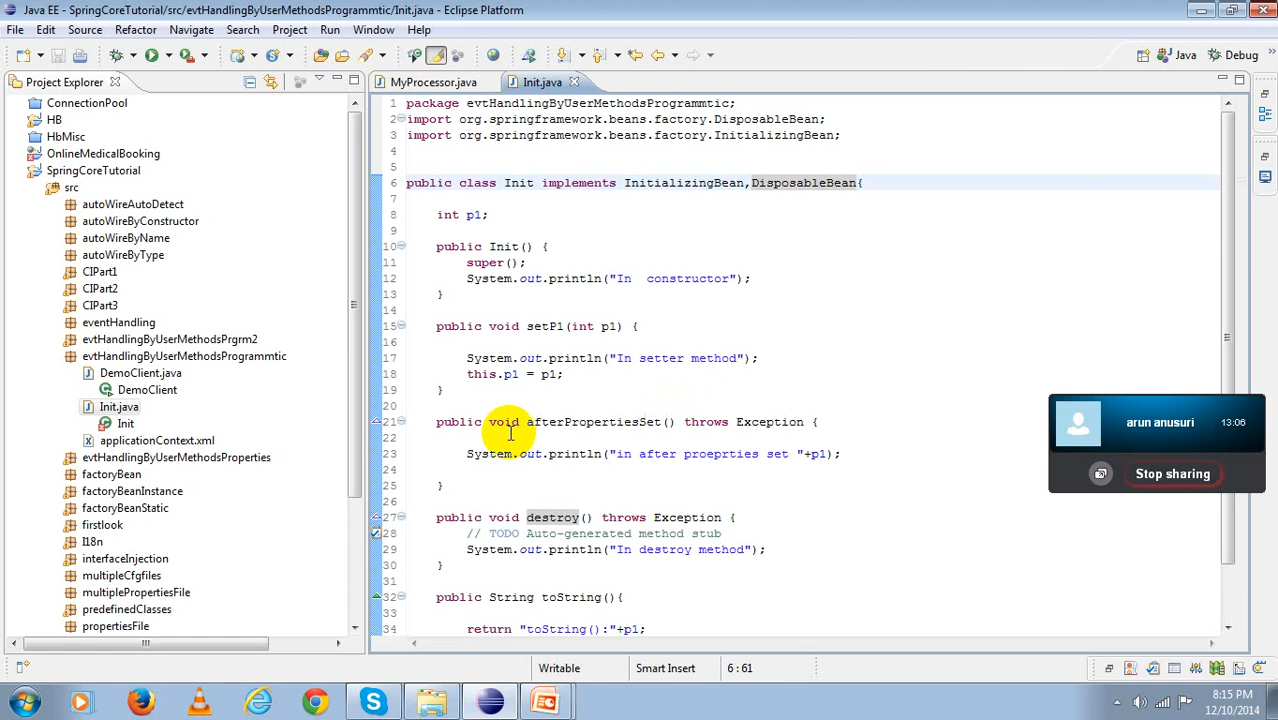 Java EE - SpringCoreTutorial/src/evtHandlingByUserMethodsProgrammtic/Init.java - Eclipse Platform
File Edit Source Refactor Navigate Search Project Run Window Help
Java Debug
Project Explorer
MyProcessor.java
Init.java
ConnectionPool
HB
HbMisc
OnlineMedicalBooking
SpringCoreTutorial
src
autoWireAutoDetect
autoWireByConstructor
autoWireByName
autoWireByType
CIPart1
CIPart2
CIPart3
eventHandling
evtHandlingByUserMethodsPrgrm2
evtHandlingByUserMethodsProgrammtic
DemoClient.java
DemoClient
Init.java
Init
applicationContext.xml
evtHandlingByUserMethodsProperties
factoryBean
factoryBeanInstance
factoryBeanStatic
firstlook
I18n
interfaceInjection
multipleCfgfiles
multiplePropertiesFile
predefinedClasses
propertiesFile
1 package evtHandlingByUserMethodsProgrammtic;
2 import org.springframework.beans.factory.DisposableBean;
3 import org.springframework.beans.factory.InitializingBean;
4
5
6 public class Init implements InitializingBean,DisposableBean{
7
8 int p1;
9
10 public Init() {
11 super();
12 System.out.println("In  constructor");
13 }
14
15 public void setP1(int p1) {
16
17 System.out.println("In setter method");
18 this.p1 = p1;
19 }
20
21 public void afterPropertiesSet() throws Exception {
22
23 System.out.println("in after proeprties set "+p1);
24
25 }
26
27 public void destroy() throws Exception {
28 // TODO Auto-generated method stub
29 System.out.println("In destroy method");
30 }
31
32 public String toString(){
33
34 return "toString():"+p1;
arun anusuri 13:06
Stop sharing
Writable Smart Insert 6 : 61
8:15 PM
12/10/2014